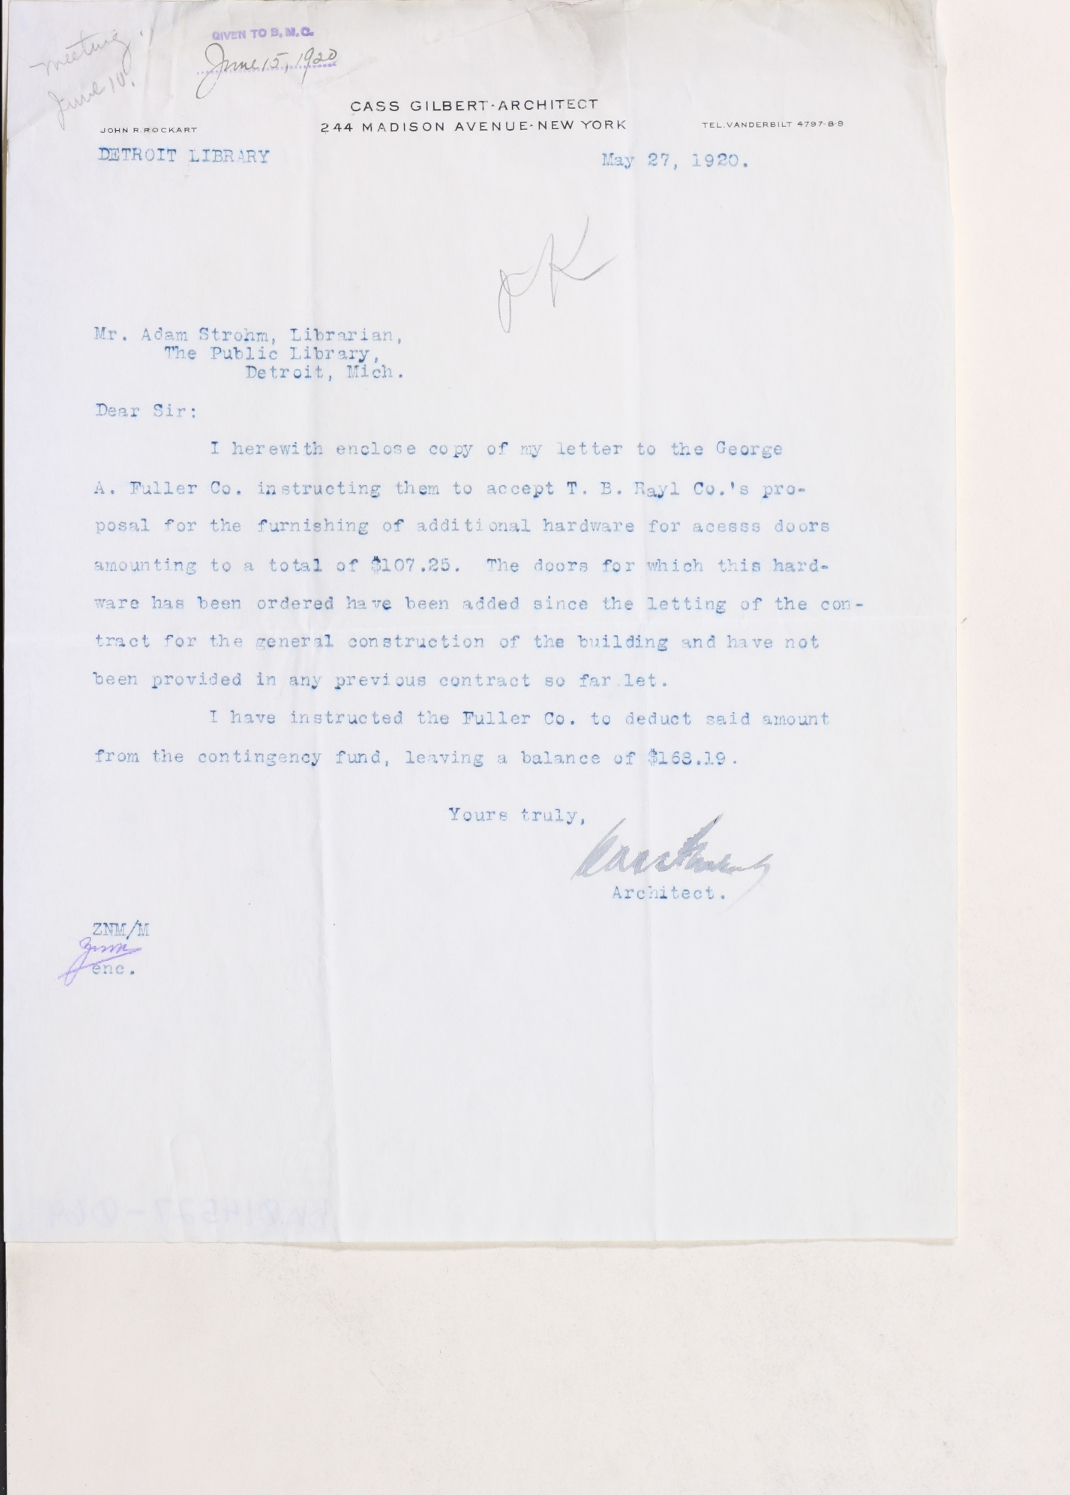 meeting
June 10.
GIVEN TO B. M. C.
June 15, 1920
CASS GILBERT·ARCHITECT
244 MADISON AVENUE·NEW YORK
JOHN R. ROCKART
TEL. VANDERBILT 4797-8-9
DETROIT LIBRARY
May 27, 1920.
OK
Mr. Adam Strohm, Librarian,
The Public Library,
Detroit, Mich.
Dear Sir:
I herewith enclose copy of my letter to the George
A. Fuller Co. instructing them to accept T. B. Rayl Co.'s pro-
posal for the furnishing of additional hardware for acesss doors
amounting to a total of $107.25. The doors for which this hard-
ware has been ordered have been added since the letting of the con-
tract for the general construction of the building and have not
been provided in any previous contract so far let.
I have instructed the Fuller Co. to deduct said amount
from the contingency fund, leaving a balance of $168.19.
Yours truly,
Cass Gilbert
Architect.
ZNM/M
ZNM
enc.